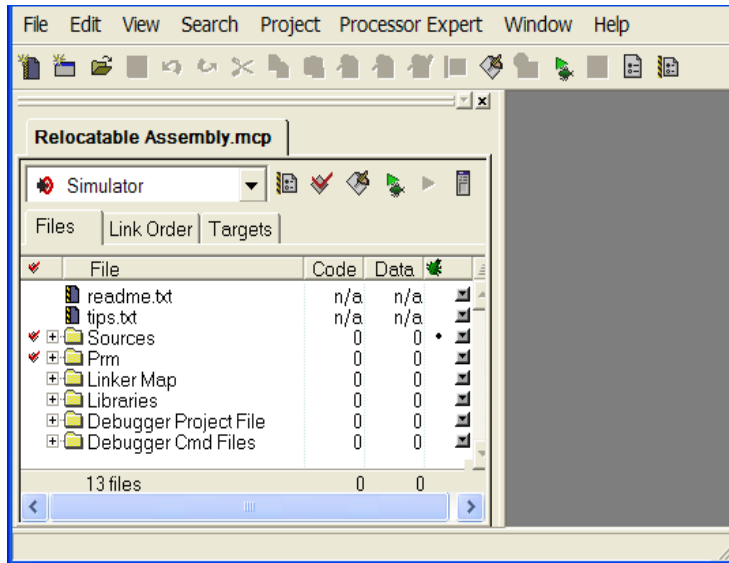 File Edit View Search Project Processor Expert Window Help
Relocatable Assembly.mcp
Simulator
Files Link Order Targets
File Code Data
readme.txt n/a n/a
tips.txt n/a n/a
Sources 0 0
Prm 0 0
Linker Map 0 0
Libraries 0 0
Debugger Project File 0 0
Debugger Cmd Files 0 0
13 files 0 0